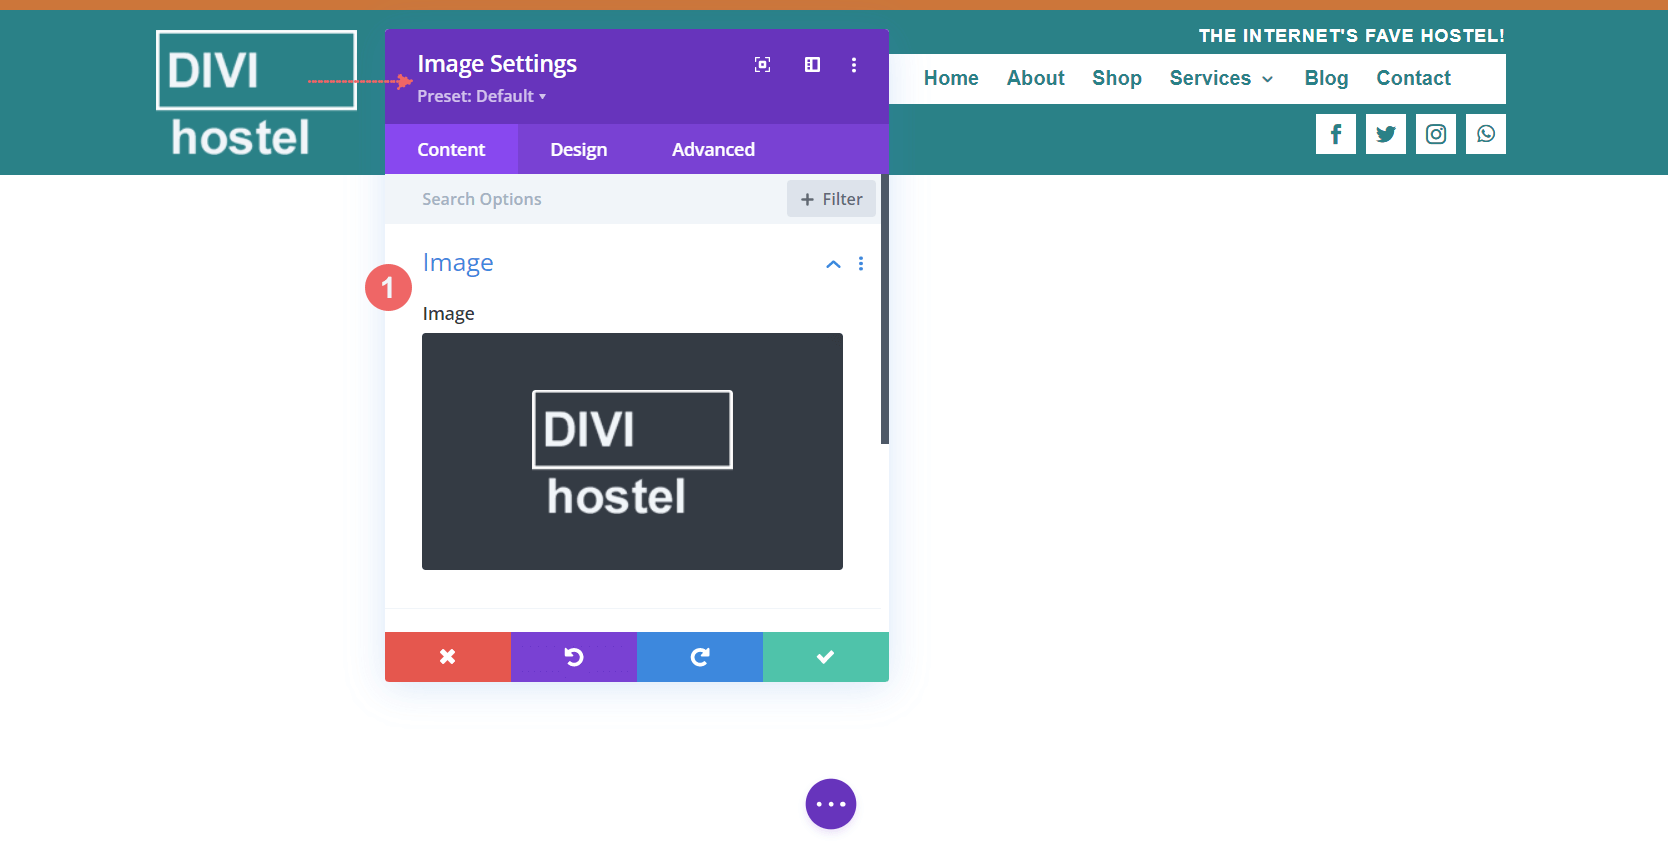 DIVI
hostel
Image Settings
Preset: Default
Content Design Advanced
Search Options
+ Filter
Image
1
Image
DIVI
hostel
THE INTERNET'S FAVE HOSTEL!
Home About Shop Services Blog Contact